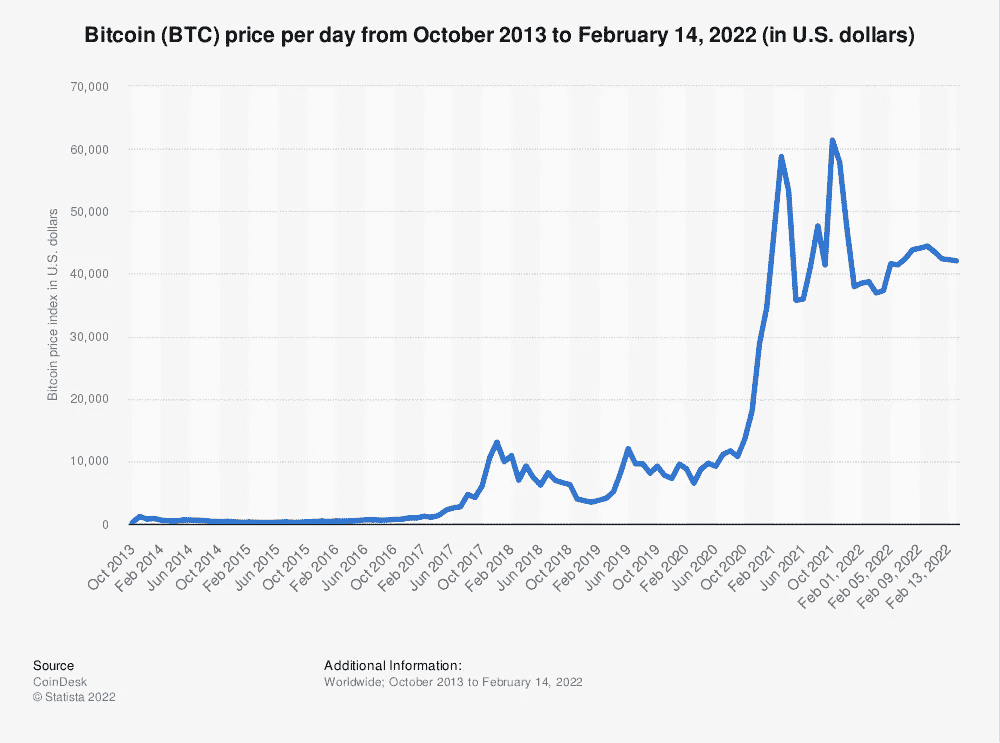 Bitcoin (BTC) price per day from October 2013 to February 14, 2022 (in U.S. dollars)
Bitcoin price index in U.S. dollars
70,000
60,000
50,000
40,000
30,000
20,000
10,000
0
Oct 2013
Feb 2014
Jun 2014
Oct 2014
Feb 2015
Jun 2015
Oct 2015
Feb 2016
Jun 2016
Oct 2016
Feb 2017
Jun 2017
Oct 2017
Feb 2018
Jun 2018
Oct 2018
Feb 2019
Jun 2019
Oct 2019
Feb 2020
Jun 2020
Oct 2020
Feb 2021
Jun 2021
Oct 2021
Feb 01, 2022
Feb 05, 2022
Feb 09, 2022
Feb 13, 2022
Source
CoinDesk
© Statista 2022
Additional Information:
Worldwide; October 2013 to February 14, 2022